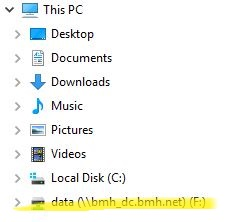 This PC
Desktop
Documents
Downloads
Music
Pictures
Videos
Local Disk (C:)
data (\\bmh_dc.bmh.net) (F:)